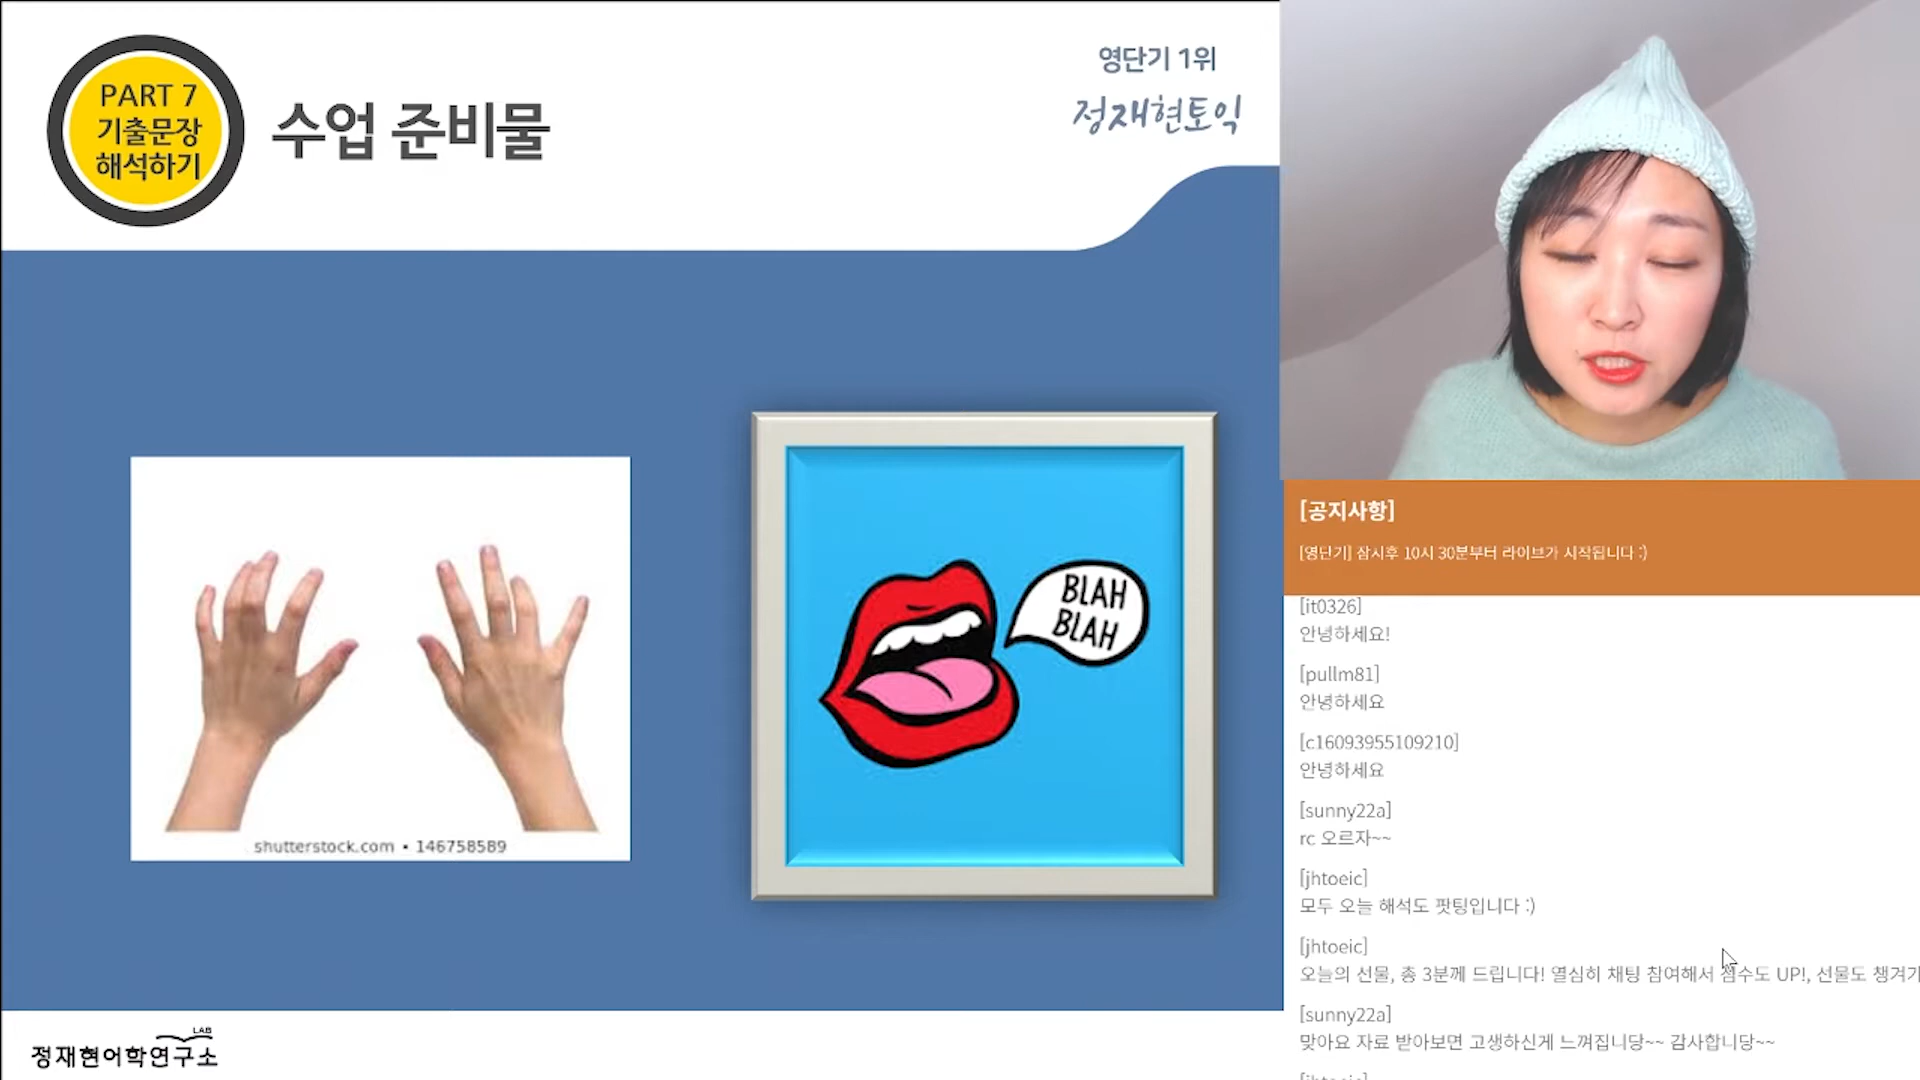 PART 7
기출문장
해석하기
수업 준비물
영단기 1위
정재현토익
BLAH
BLAH
shutterstock.com • 146758589
LAB
정재현어학연구소
[공지사항]
[영단기] 잠시후 10시 30분부터 라이브가 시작됩니다 :)
[it0326]
안녕하세요!
[pullm81]
안녕하세요
[c16093955109210]
안녕하세요
[sunny22a]
rc 오르자~~
[jhtoeic]
모두 오늘 해석도 팟팅입니다 :)
[jhtoeic]
오늘의 선물, 총 3분께 드립니다! 열심히 채팅 참여해서 점수도 UP!, 선물도 챙겨가
[sunny22a]
맞아요 자료 받아보면 고생하신게 느껴집니당~~ 감사합니당~~